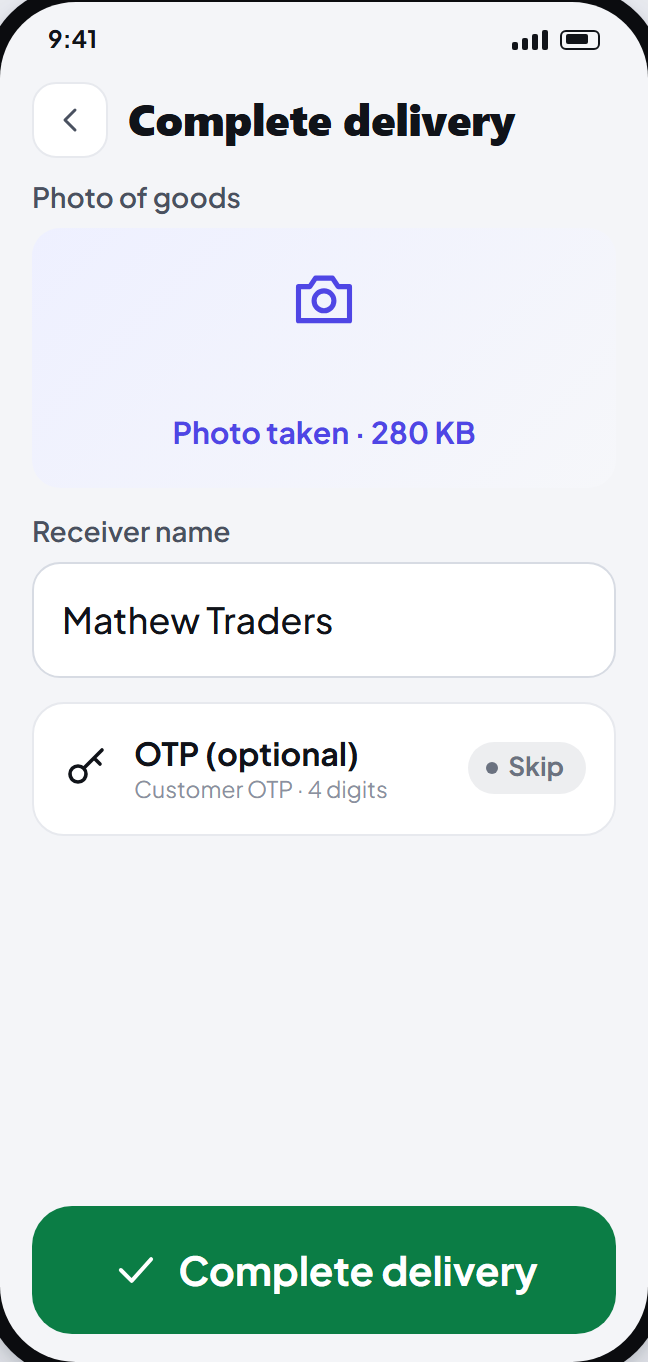 9:41
Complete delivery
Photo of goods
Photo taken · 280 KB
Receiver name
Mathew Traders
OTP (optional)
Customer OTP · 4 digits
Skip
Complete delivery